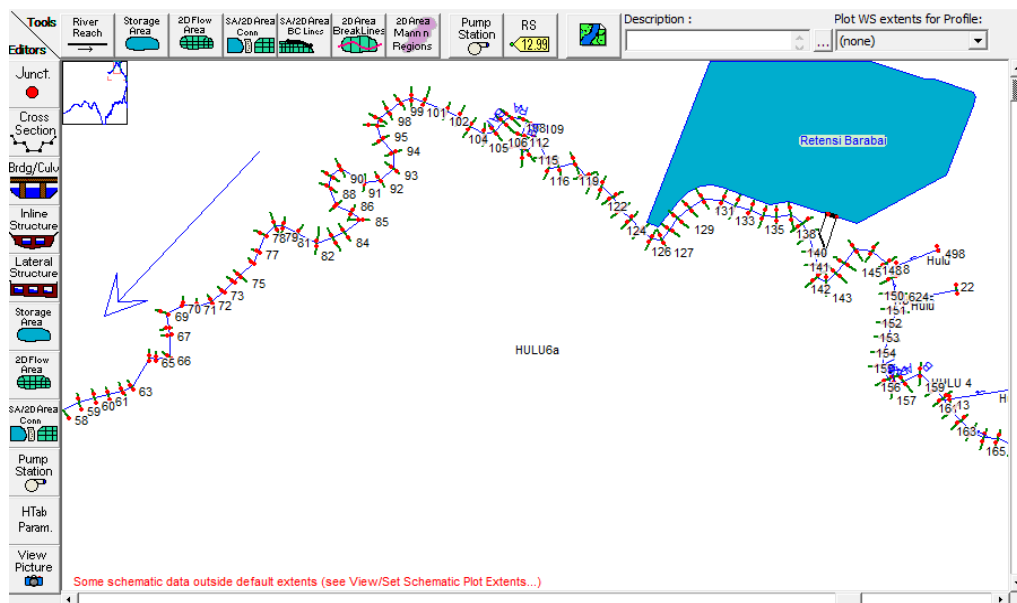 Tools
Editors
River
Reach
Storage
Area
2D Flow
Area
SA/2D Area
Conn
SA/2D Area
BC Lines
2D Area
BreakLines
2D Area
Mann n
Regions
Pump
Station
RS
12.99
Description :
...
Plot WS extents for Profile:
(none)
Junct.
Cross
Section
Brdg/Culv
Inline
Structure
Lateral
Structure
Storage
Area
2D Flow
Area
SA/2D Area
Conn
Pump
Station
HTab
Param.
View
Picture
Retensi Barabai
99
101
98
102
104
105
106
109
112
95
94
93
115
116
119
90
91
92
88
86
85
84
82
81
79
78
77
75
73
72
71
70
69
67
66
65
63
61
60
59
58
122
124
126
127
129
131
133
135
138
140
141
142
143
145
148
Hulu
498
22
150
151
Hulu
152
153
154
156
157
159
HULU 4
13
163
165
HULU6a
Some schematic data outside default extents (see View/Set Schematic Plot Extents...)